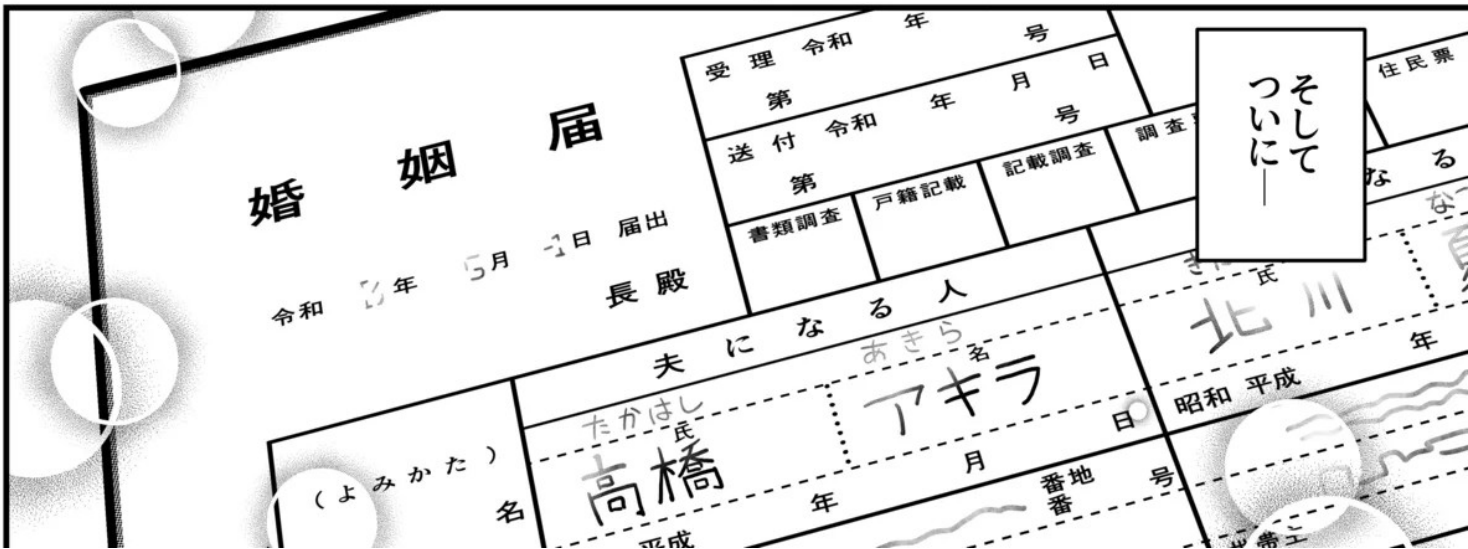 そして
ついに―
婚姻届
令和 年 5月 日 届出
長殿
受理 令和 年
第 号
送付 令和 年 月 日
第 号
書類調査
戸籍記載
記載調査
調査
住民票
夫になる人
なる
(よみかた)
たかはし
あきら
氏
名
高橋
アキラ
氏
北川
名
年 月 日
昭和 平成
年
平成
番地
番
号